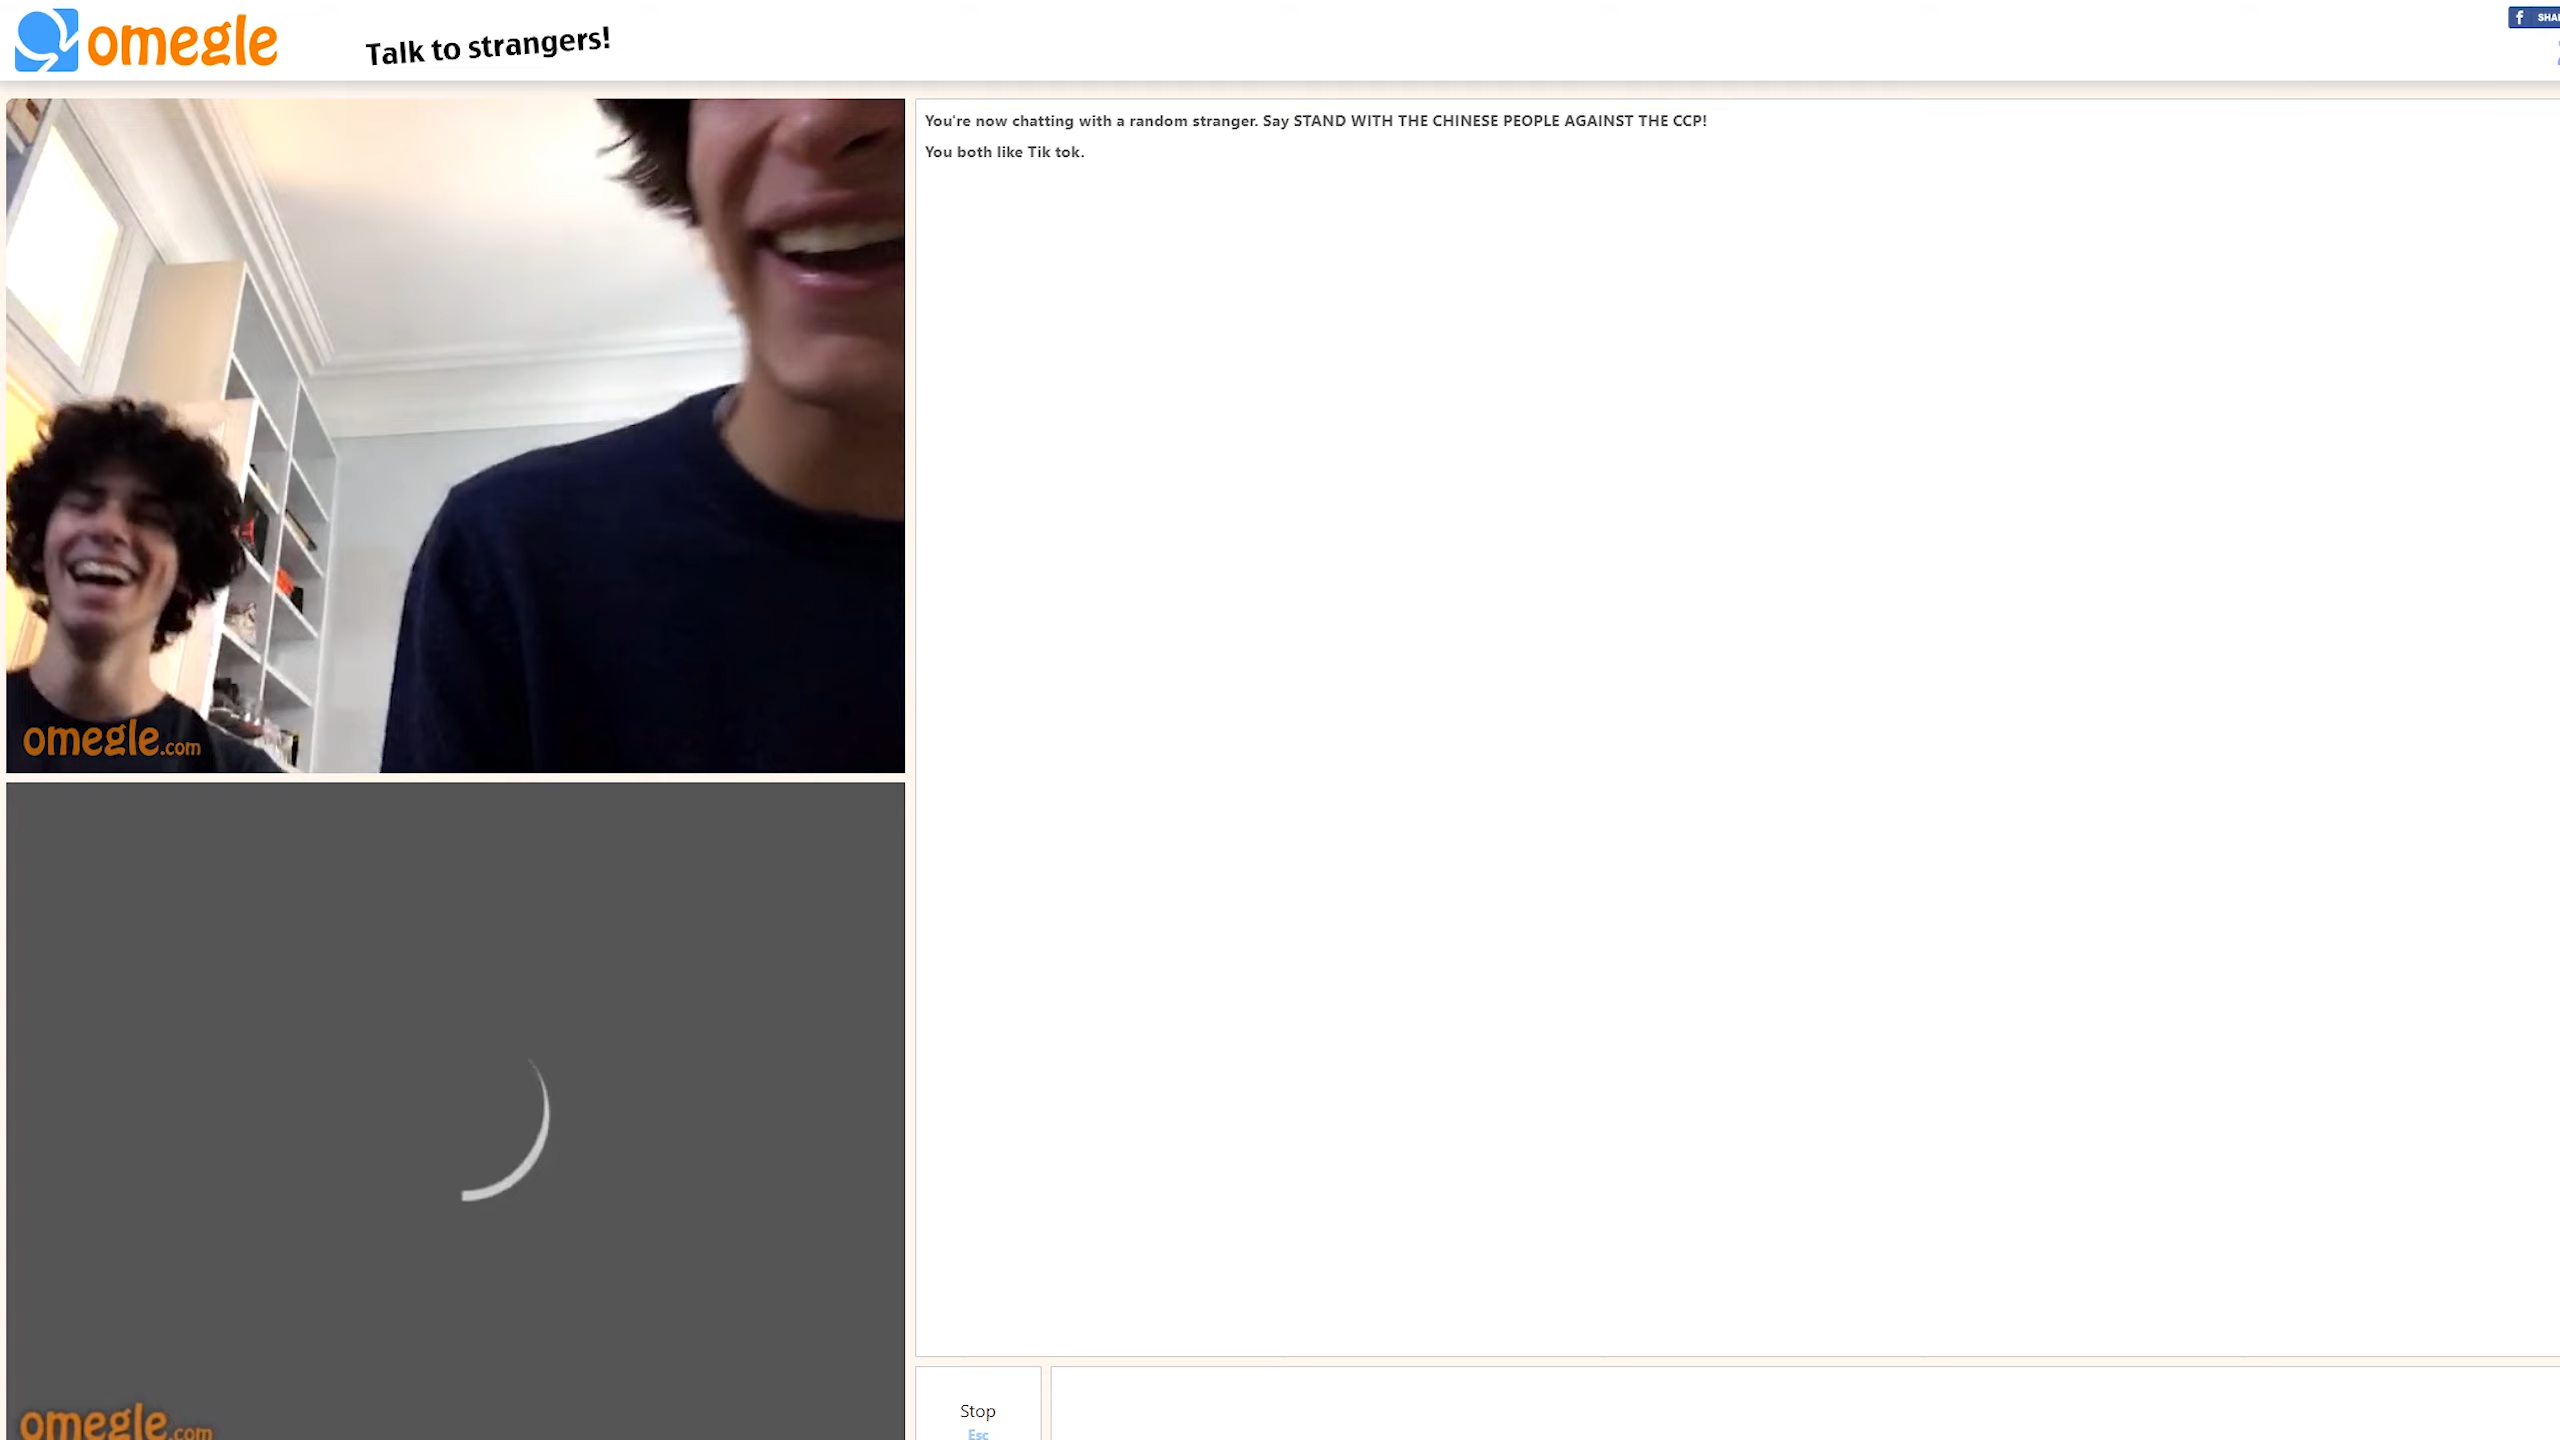 omegle
Talk to strangers!
You're now chatting with a random stranger. Say STAND WITH THE CHINESE PEOPLE AGAINST THE CCP!
You both like Tik tok.
omegle.com
omegle.com
Stop
Esc